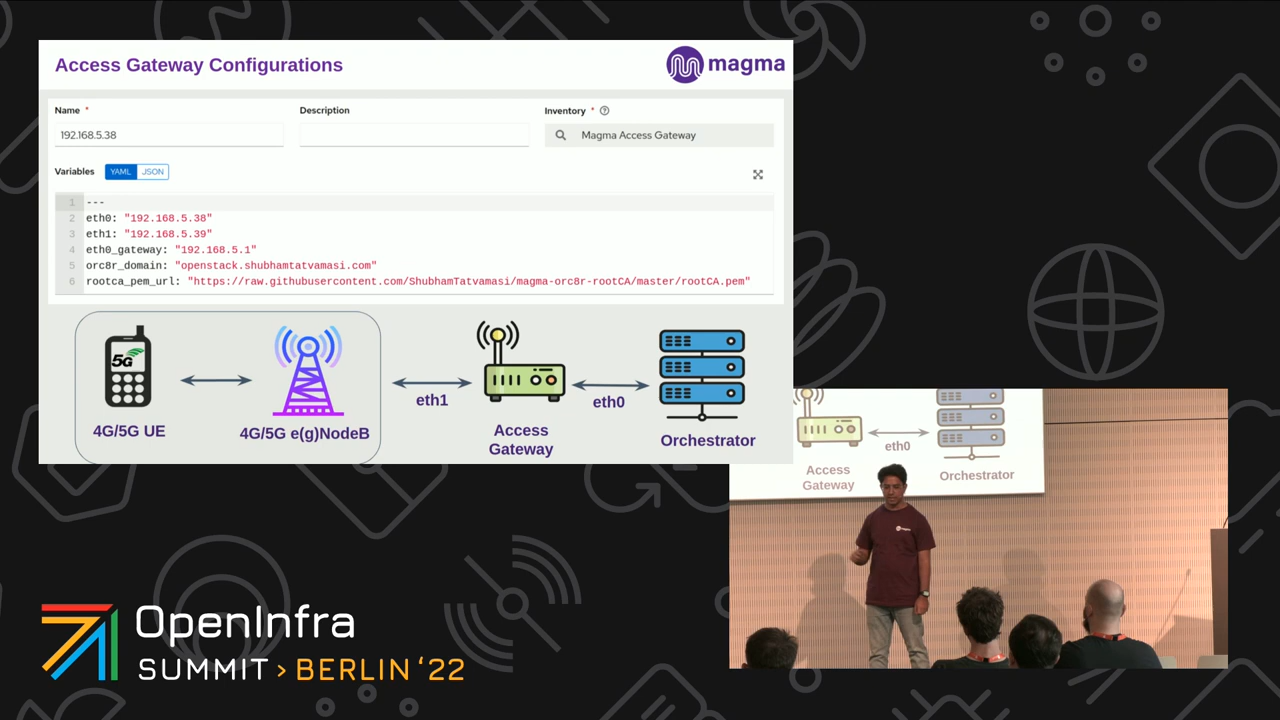 Access Gateway Configurations
magma
Name *
Description
Inventory * ?
192.168.5.38
Magma Access Gateway
Variables
YAML
JSON
1 ---
2 eth0: "192.168.5.38"
3 eth1: "192.168.5.39"
4 eth0_gateway: "192.168.5.1"
5 orc8r_domain: "openstack.shubhamtatvamasi.com"
6 rootca_pem_url: "https://raw.githubusercontent.com/ShubhamTatvamasi/magma-orc8r-rootCA/master/rootCA.pem"
5G
eth1
eth0
4G/5G UE
4G/5G e(g)NodeB
Access
Gateway
Orchestrator
eth0
Access
Gateway
Orchestrator
OpenInfra
SUMMIT > BERLIN '22